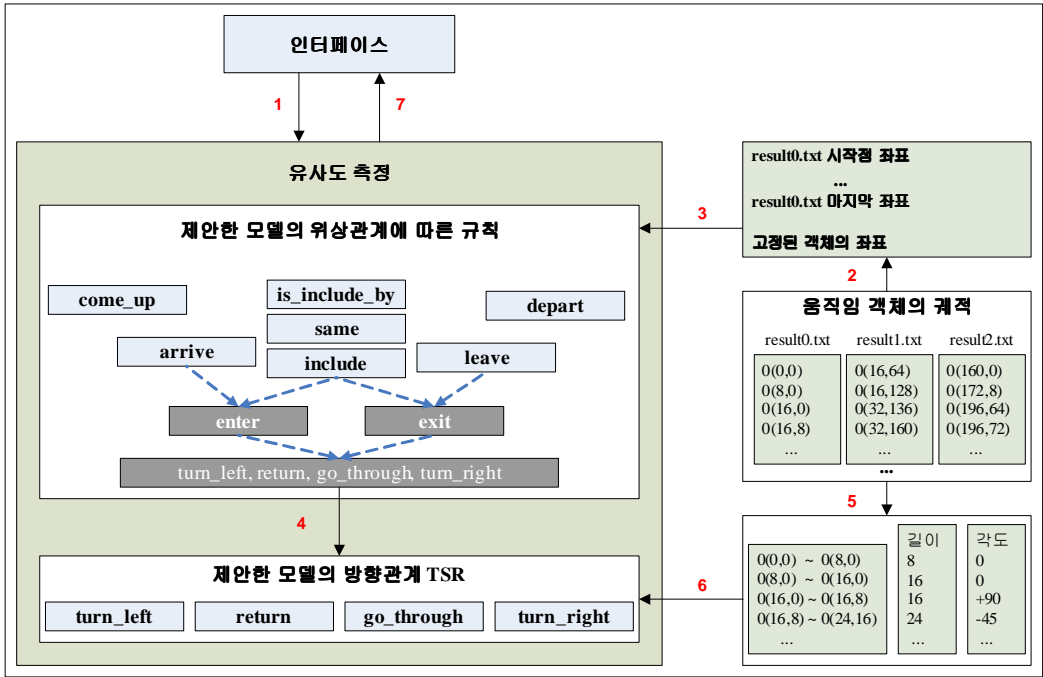 인터페이스
1
7
유사도 측정
제안한 모델의 위상관계에 따른 규칙
come_up
is_include_by
depart
same
arrive
include
leave
enter
exit
turn_left, return, go_through, turn_right
4
제안한 모델의 방향관계 TSR
turn_left
return
go_through
turn_right
result0.txt 시작점 좌표
...
result0.txt 마지막 좌표
고정된 객체의 좌표
3
2
움직임 객체의 궤적
result0.txt
result1.txt
result2.txt
0(0,0)
0(8,0)
0(16,0)
0(16,8)
...
0(16,64)
0(16,128)
0(32,136)
0(32,160)
...
0(160,0)
0(172,8)
0(196,64)
0(196,72)
...
...
5
6
0(0,0) ~ 0(8,0)
0(8,0) ~ 0(16,0)
0(16,0) ~ 0(16,8)
0(16,8) ~ 0(24,16)
...
길이
8
16
16
24
...
각도
0
0
+90
-45
...